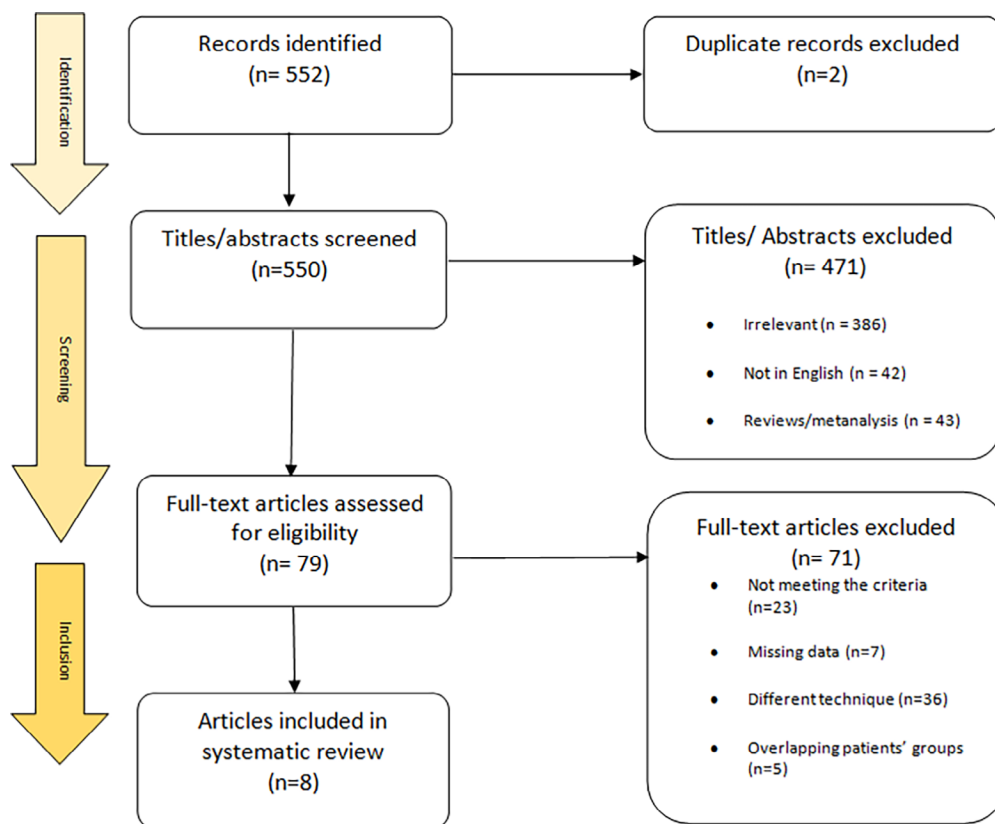 Identification
Records identified
(n= 552)
Duplicate records excluded
(n=2)
Screening
Titles/abstracts screened
(n=550)
Titles/ Abstracts excluded
(n= 471)
• Irrelevant (n = 386)
• Not in English (n = 42)
• Reviews/metanalysis (n = 43)
Full-text articles assessed
for eligibility
(n= 79)
Full-text articles excluded
(n= 71)
• Not meeting the criteria
(n=23)
• Missing data (n=7)
• Different technique (n=36)
• Overlapping patients’ groups
(n=5)
Inclusion
Articles included in
systematic review
(n=8)